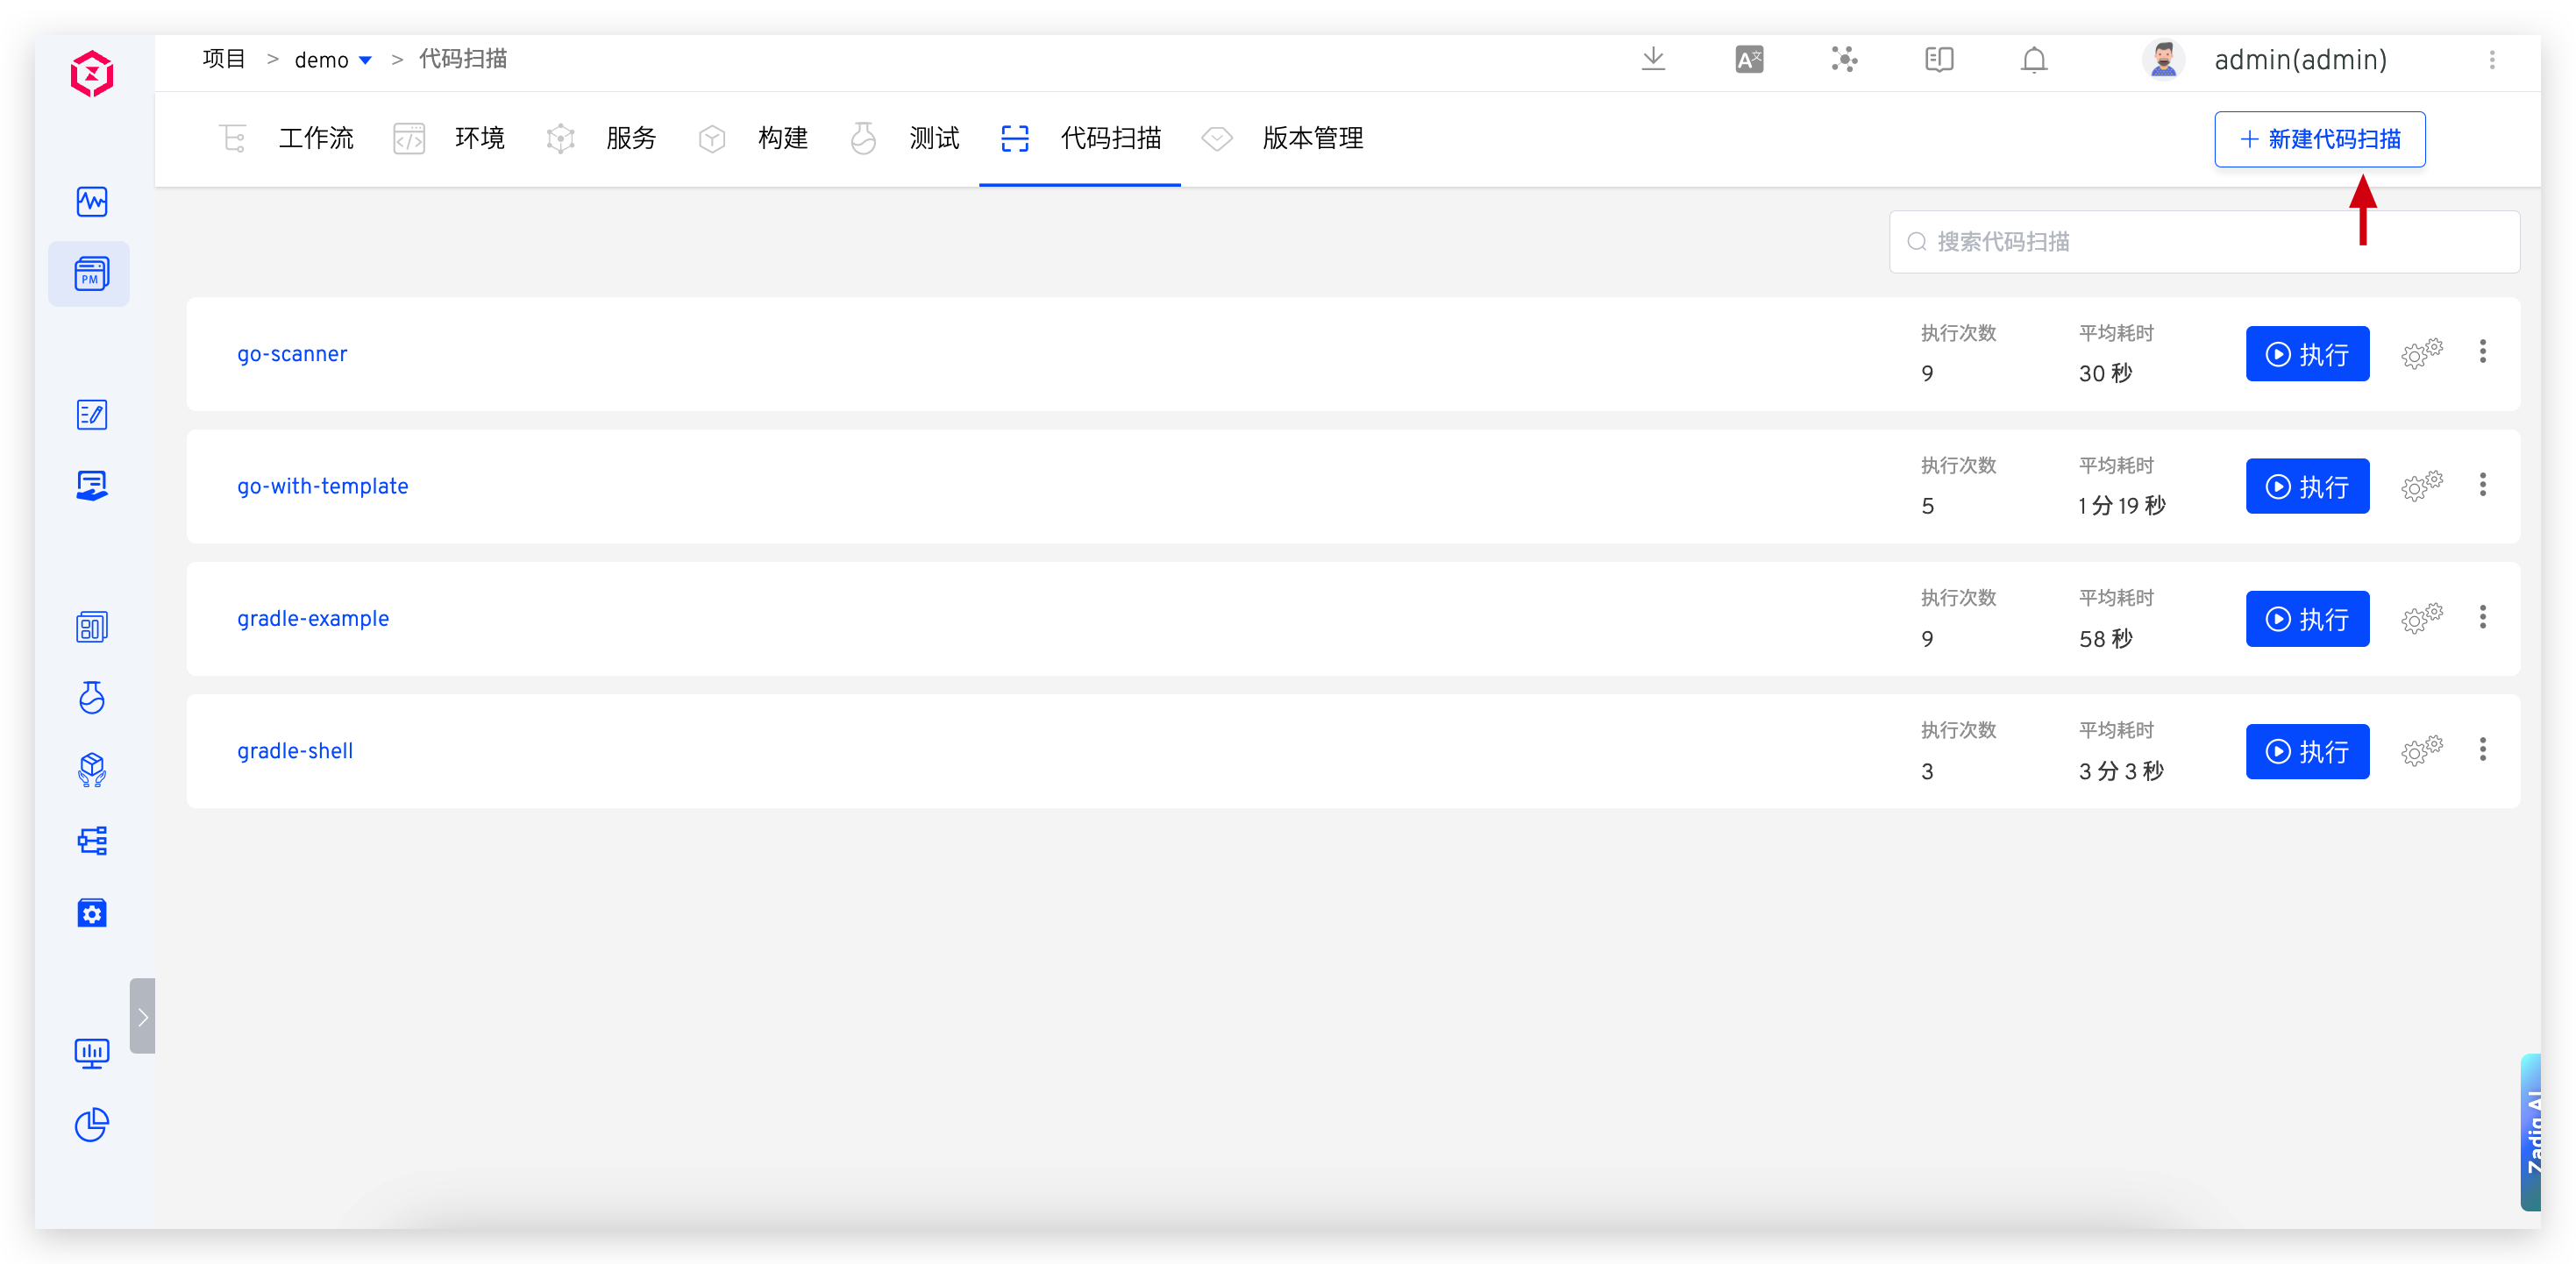 项目 > demo > 代码扫描
admin(admin)
工作流 环境 服务 构建 测试 代码扫描 版本管理
+ 新建代码扫描
PM
搜索代码扫描
go-scanner
执行次数 平均耗时
9 30 秒
执行
go-with-template
执行次数 平均耗时
5 1 分 19 秒
执行
gradle-example
执行次数 平均耗时
9 58 秒
执行
gradle-shell
执行次数 平均耗时
3 3 分 3 秒
执行
Zadig AI